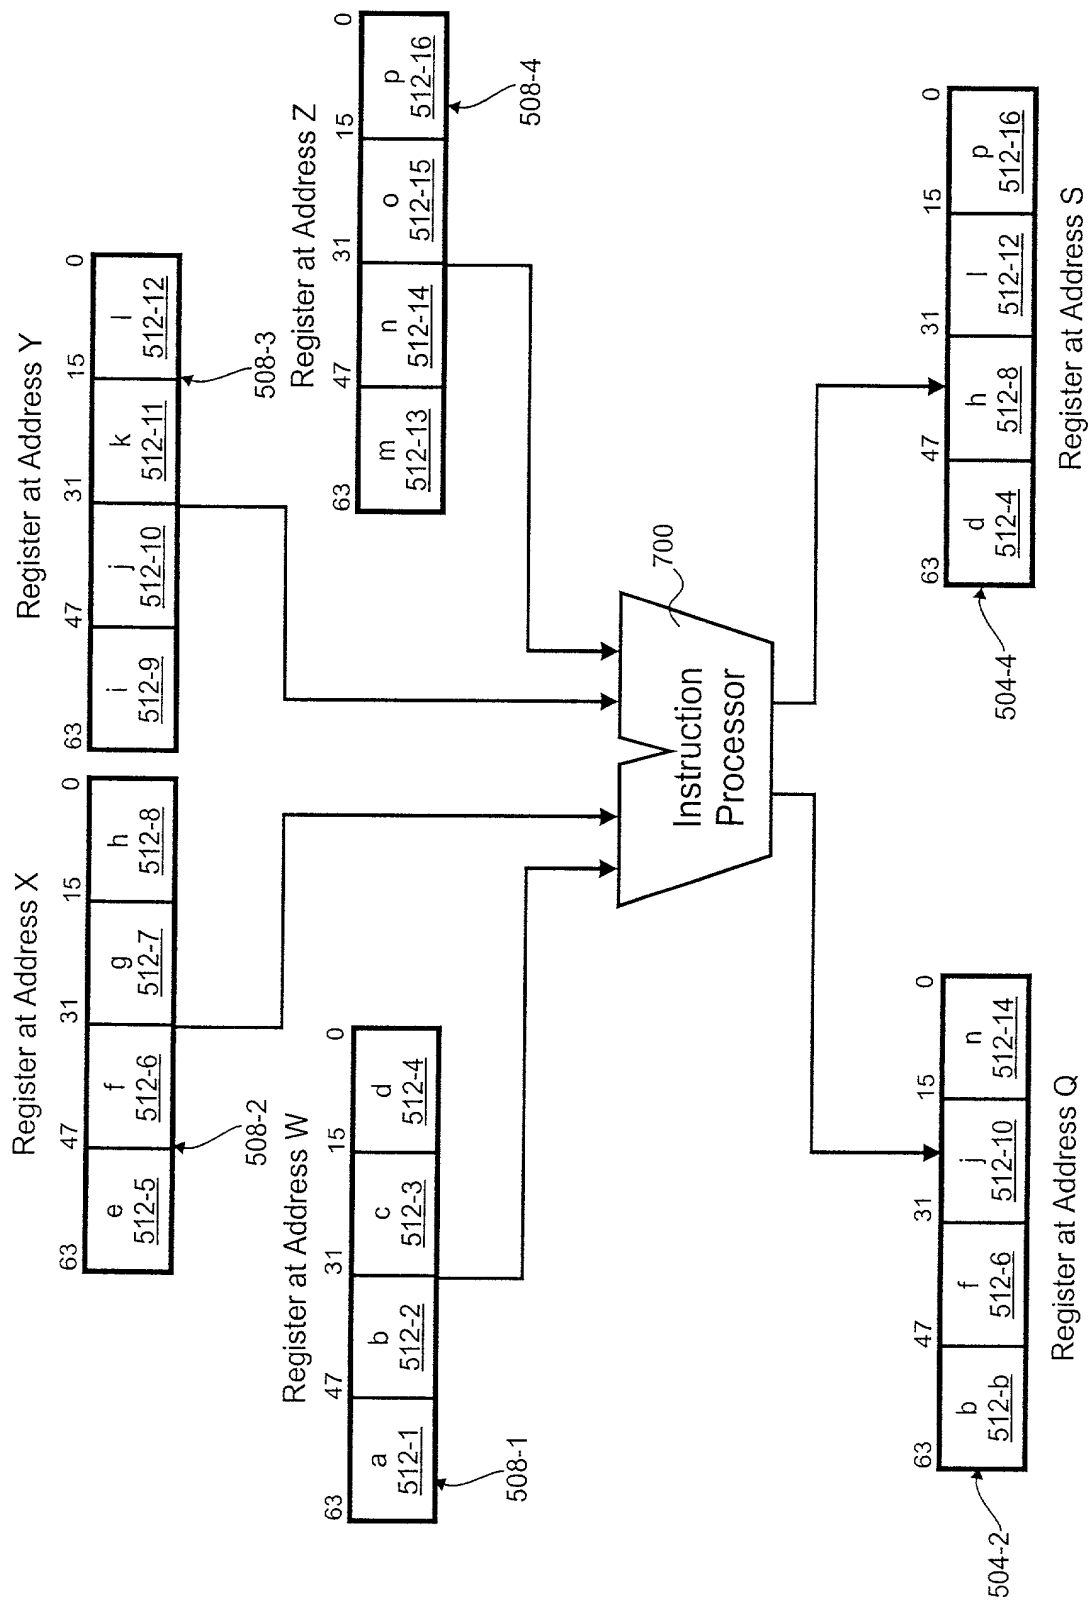 Register at Address X
63
47
31
15
0
e
f
g
h
512-5
512-6
512-7
512-8
508-2
Register at Address Y
63
47
31
15
0
i
j
k
l
512-9
512-10
512-11
512-12
508-3
Register at Address W
63
47
31
15
0
a
b
c
d
512-1
512-2
512-3
512-4
508-1
Register at Address Z
63
47
31
15
0
m
n
o
p
512-13
512-14
512-15
512-16
508-4
Instruction
Processor
700
504-2
63
47
31
15
0
b
f
j
n
512-b
512-6
512-10
512-14
Register at Address Q
504-4
63
47
31
15
0
d
h
l
p
512-4
512-8
512-12
512-16
Register at Address S